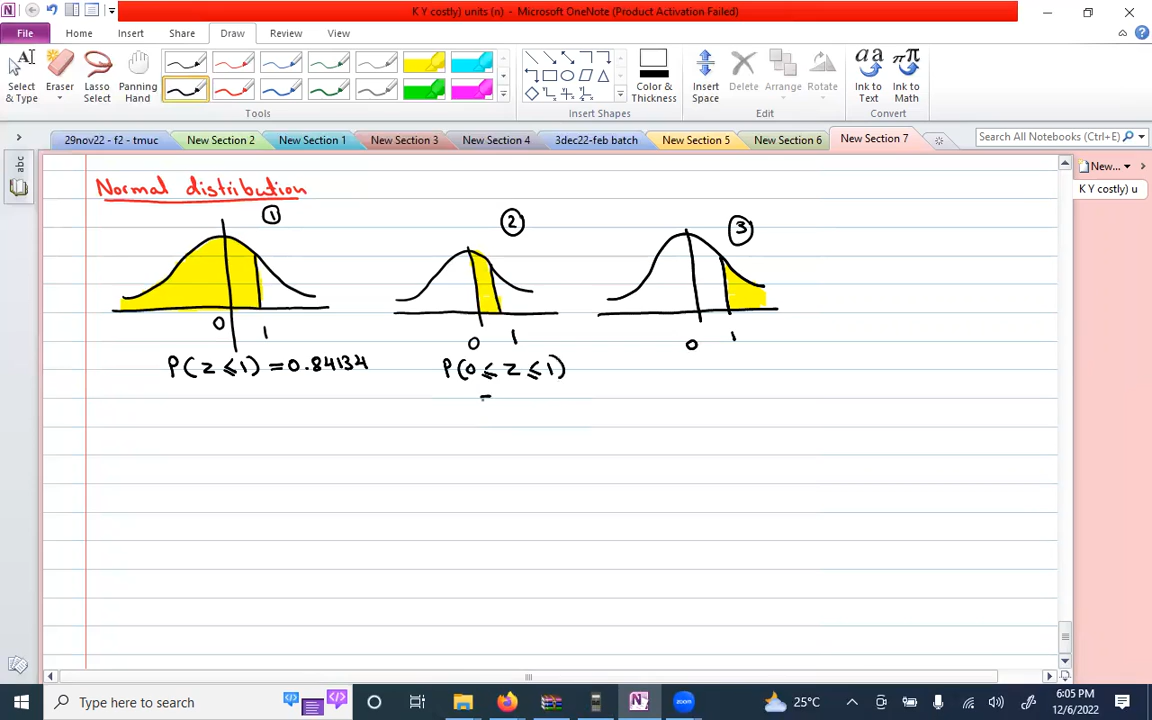 K Y costly) units (n) - Microsoft OneNote (Product Activation Failed)
File Home Insert Share Draw Review View
Select & Type
Eraser
Lasso Select
Panning Hand
Color & Thickness
Insert Space
Delete
Arrange
Rotate
Ink to Text
Ink to Math
Tools
Insert Shapes
Edit
Convert
29nov22 - f2 - tmuc
New Section 2
New Section 1
New Section 3
New Section 4
3dec22-feb batch
New Section 5
New Section 6
New Section 7
Search All Notebooks (Ctrl+E)
New...
K Y costly) u
abc
Normal distribution
1
2
3
0 1
0 1
0 1
P(z ⩽ 1) = 0.84134
P(0 ⩽ z ⩽ 1)
=
Type here to search
25°C
6:05 PM
12/6/2022